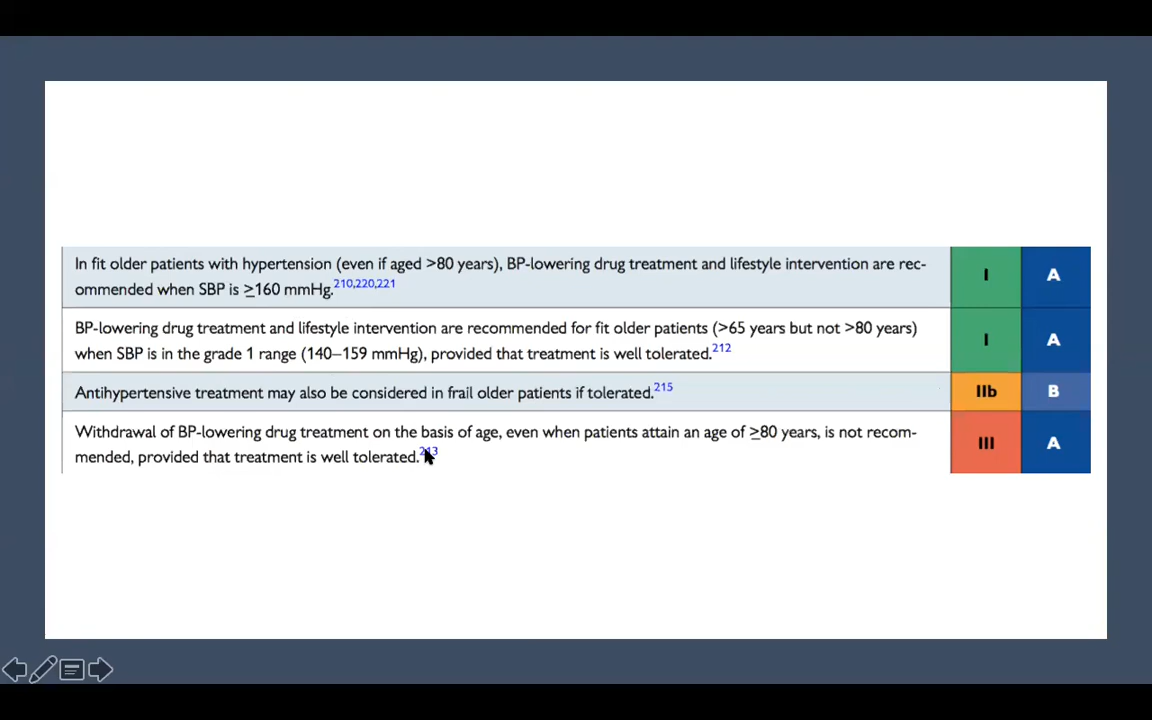 In fit older patients with hypertension (even if aged >80 years), BP-lowering drug treatment and lifestyle intervention are rec-
ommended when SBP is ≥160 mmHg.210,220,221
I
A
BP-lowering drug treatment and lifestyle intervention are recommended for fit older patients (>65 years but not >80 years)
when SBP is in the grade 1 range (140–159 mmHg), provided that treatment is well tolerated.212
I
A
Antihypertensive treatment may also be considered in frail older patients if tolerated.215
IIb
B
Withdrawal of BP-lowering drug treatment on the basis of age, even when patients attain an age of ≥80 years, is not recom-
mended, provided that treatment is well tolerated.213
III
A